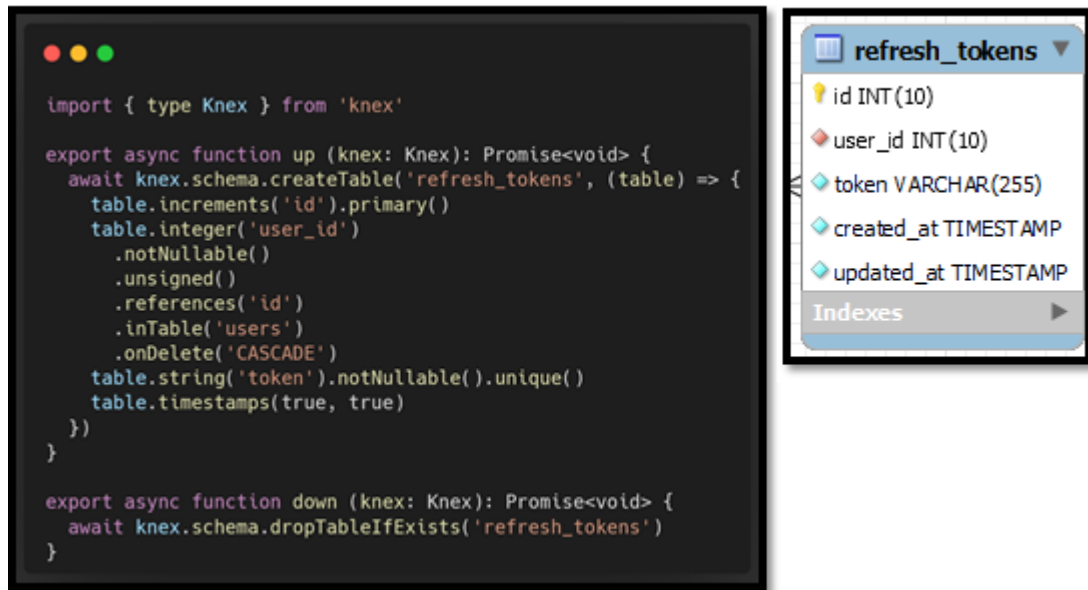 import { type Knex } from 'knex'
export async function up (knex: Knex): Promise<void> {
  await knex.schema.createTable('refresh_tokens', (table) => {
    table.increments('id').primary()
    table.integer('user_id')
      .notNullable()
      .unsigned()
      .references('id')
      .inTable('users')
      .onDelete('CASCADE')
    table.string('token').notNullable().unique()
    table.timestamps(true, true)
  })
}
export async function down (knex: Knex): Promise<void> {
  await knex.schema.dropTableIfExists('refresh_tokens')
}
refresh_tokens
id INT(10)
user_id INT(10)
token VARCHAR(255)
created_at TIMESTAMP
updated_at TIMESTAMP
Indexes